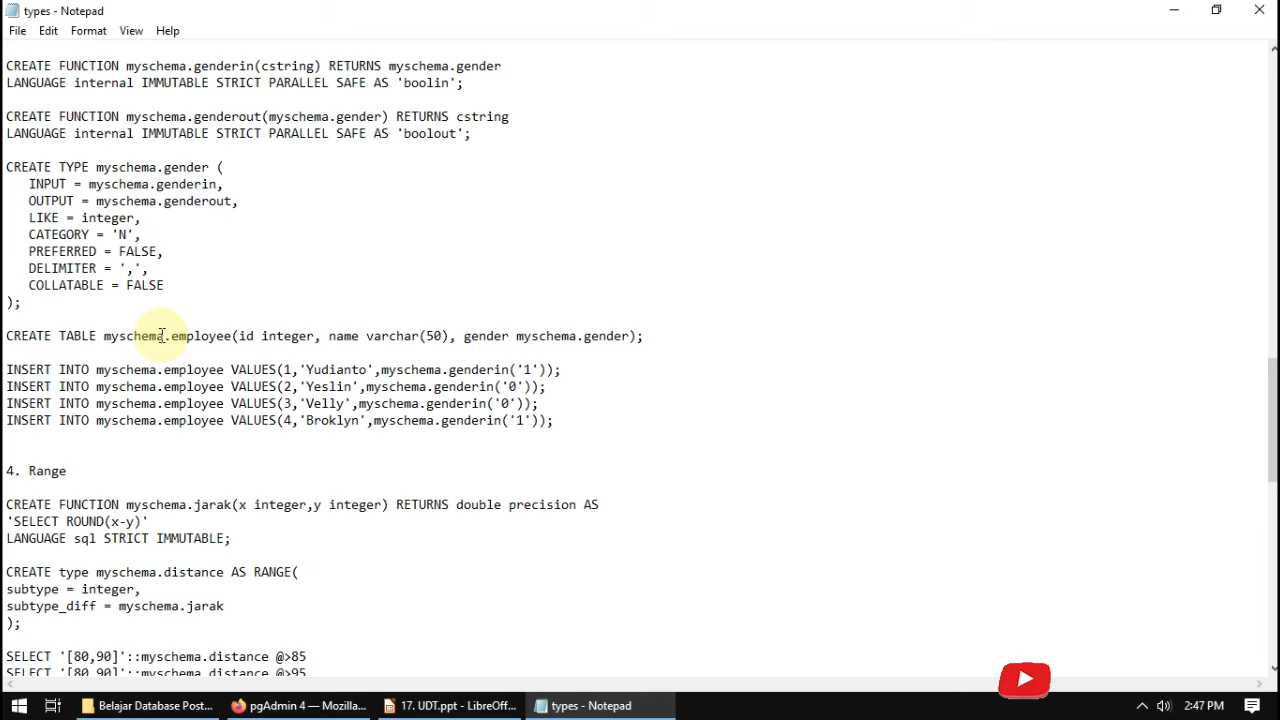 types - Notepad
File Edit Format View Help
CREATE FUNCTION myschema.genderin(cstring) RETURNS myschema.gender
LANGUAGE internal IMMUTABLE STRICT PARALLEL SAFE AS 'boolin';
CREATE FUNCTION myschema.genderout(myschema.gender) RETURNS cstring
LANGUAGE internal IMMUTABLE STRICT PARALLEL SAFE AS 'boolout';
CREATE TYPE myschema.gender (
INPUT = myschema.genderin,
OUTPUT = myschema.genderout,
LIKE = integer,
CATEGORY = 'N',
PREFERRED = FALSE,
DELIMITER = ',',
COLLATABLE = FALSE
);
CREATE TABLE myschema.employee(id integer, name varchar(50), gender myschema.gender);
INSERT INTO myschema.employee VALUES(1,'Yudianto',myschema.genderin('1'));
INSERT INTO myschema.employee VALUES(2,'Yeslin',myschema.genderin('0'));
INSERT INTO myschema.employee VALUES(3,'Velly',myschema.genderin('0'));
INSERT INTO myschema.employee VALUES(4,'Broklyn',myschema.genderin('1'));
4. Range
CREATE FUNCTION myschema.jarak(x integer,y integer) RETURNS double precision AS
'SELECT ROUND(x-y)'
LANGUAGE sql STRICT IMMUTABLE;
CREATE type myschema.distance AS RANGE(
subtype = integer,
subtype_diff = myschema.jarak
);
SELECT '[80,90]'::myschema.distance @>85
SELECT '[80,90]'::myschema.distance @>95
Belajar Database Post... pgAdmin 4 — Mozilla... 17. UDT.ppt - LibreOff... types - Notepad 2:47 PM